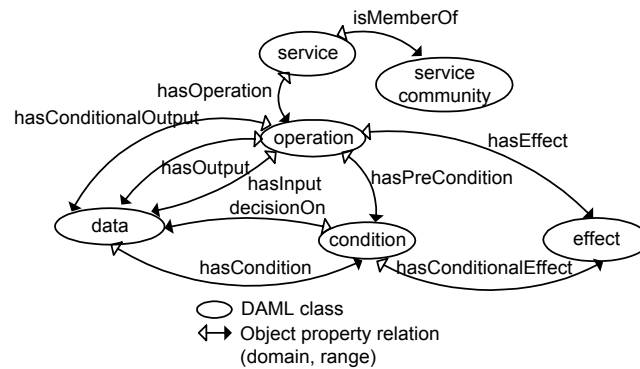 isMemberOf
service
service
community
hasOperation
hasConditionalOutput
operation
hasEffect
hasOutput
hasInput
hasPreCondition
decisionOn
data
condition
effect
hasCondition
hasConditionalEffect
DAML class
Object property relation
(domain, range)